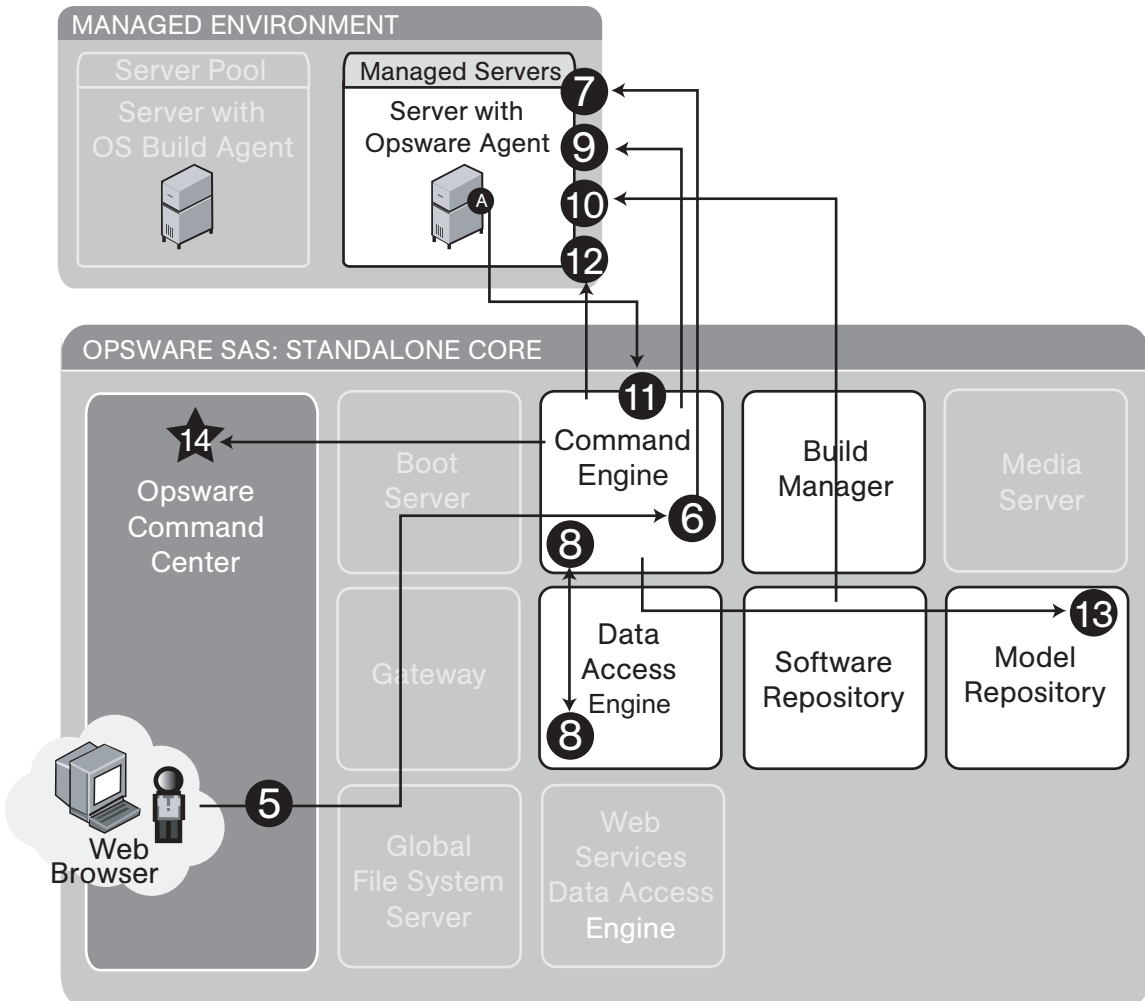 MANAGED ENVIRONMENT
Server Pool
Server with
OS Build Agent
Managed Servers
Server with
Opsware Agent
A
7
9
10
12
OPSWARE SAS: STANDALONE CORE
14
Opsware
Command
Center
Boot
Server
11
Command
Engine
6
8
Build
Manager
Media
Server
Gateway
Data
Access
Engine
8
Software
Repository
13
Model
Repository
5
Web
Browser
Global
File System
Server
Web
Services
Data Access
Engine